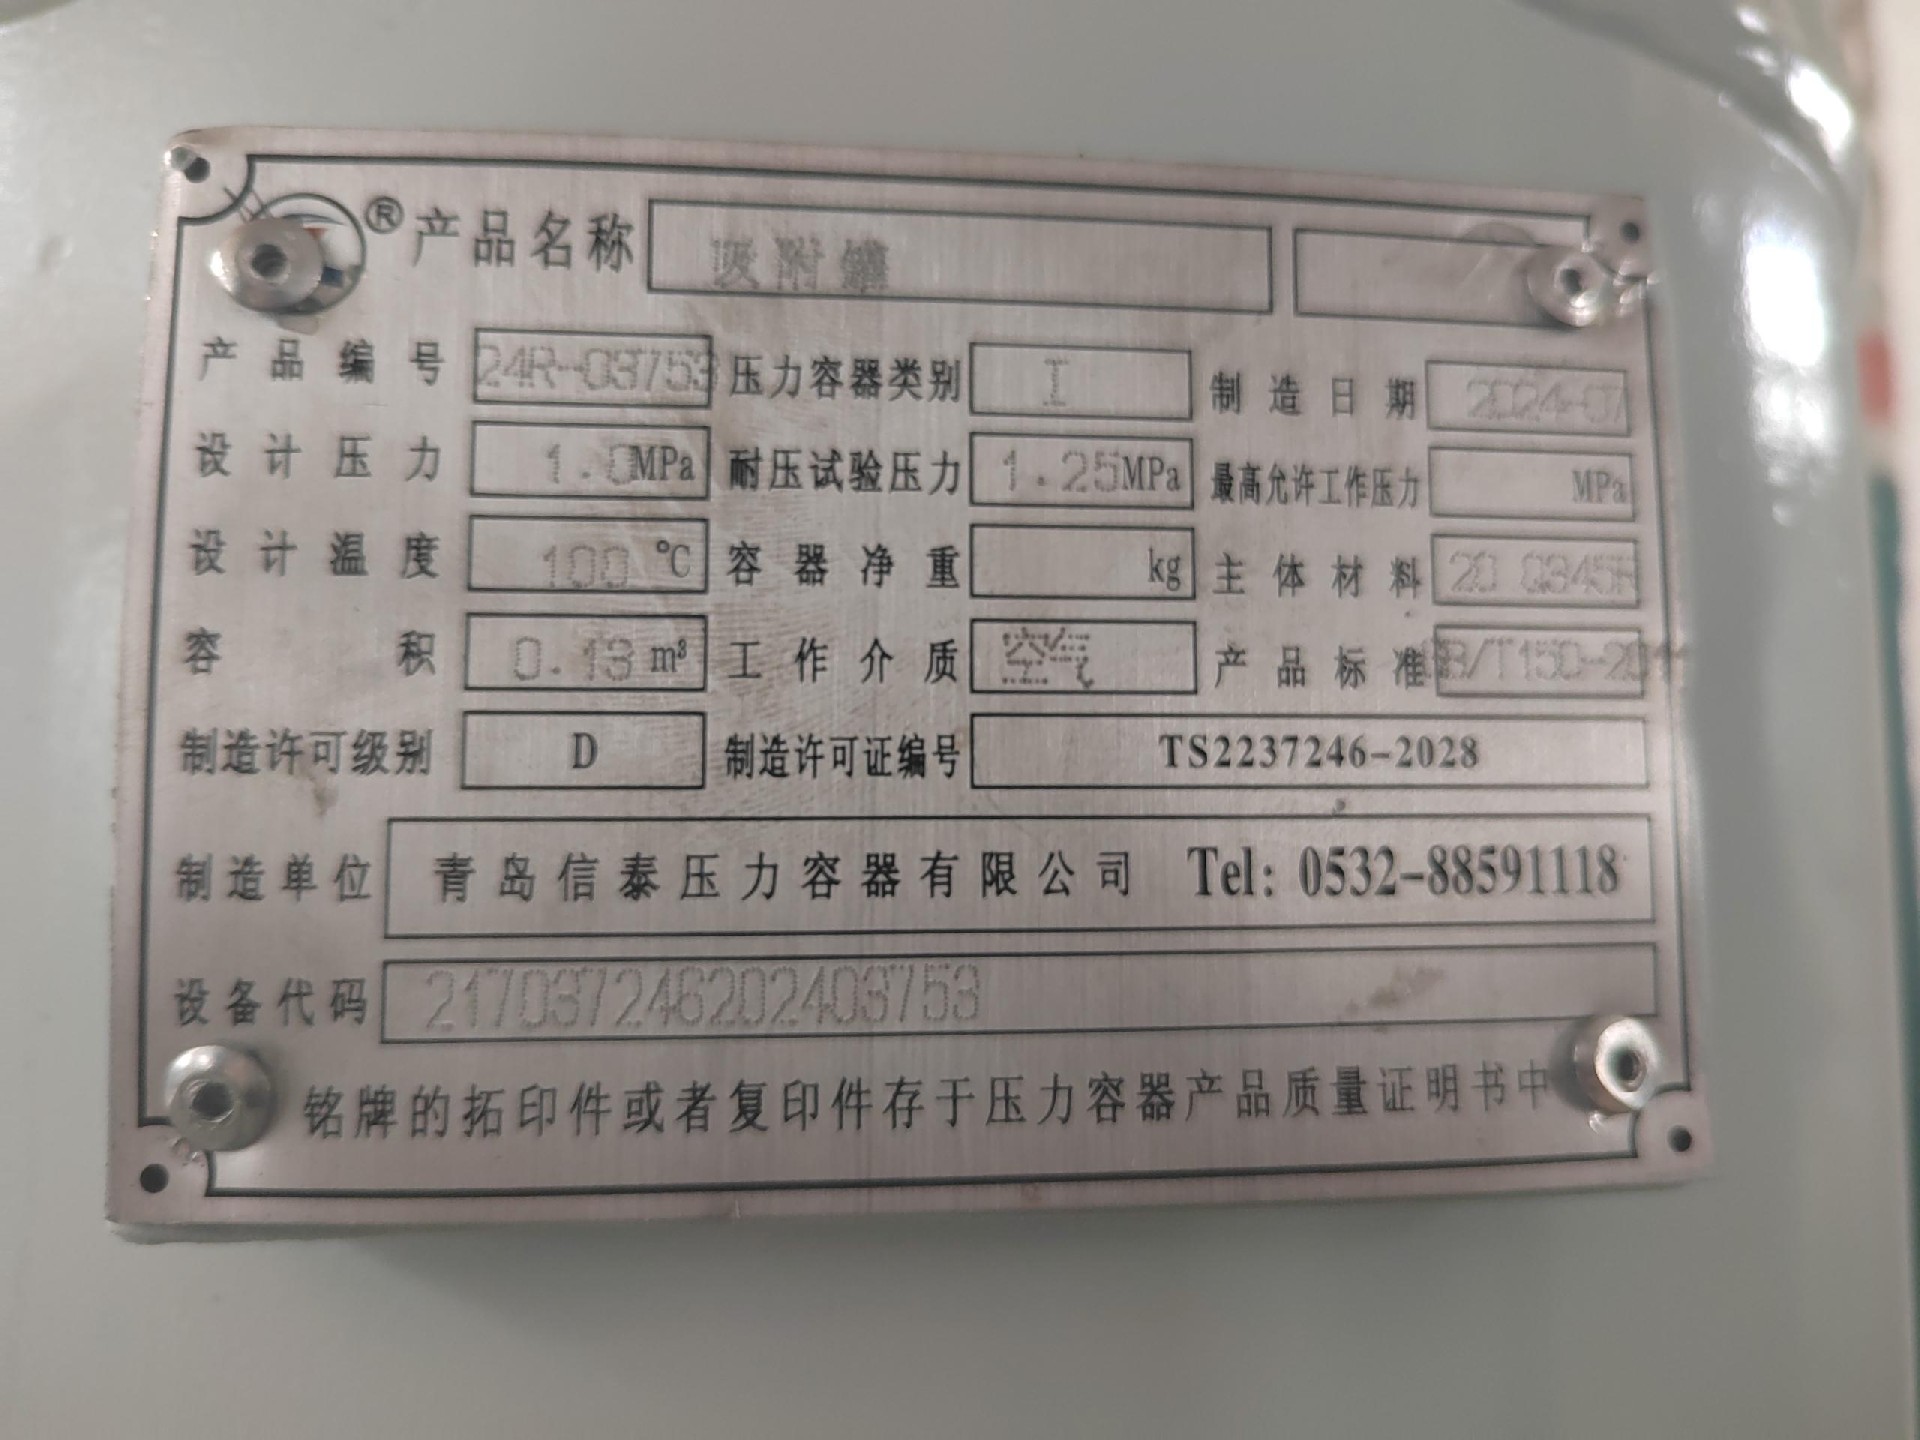 ® 产品名称 吸附罐
产品编号 24R-03753 压力容器类别 I 制造日期 2024-07
设计压力 1.0MPa 耐压试验压力 1.25MPa 最高允许工作压力 MPa
设计温度 100 ℃ 容器净重 kg 主体材料 20 Q345R
容积 0.13 m³ 工作介质 空气 产品标准 GB/T150-2011
制造许可级别 D 制造许可证编号 TS2237246-2028
制造单位 青岛信泰压力容器有限公司 Tel: 0532-88591118
设备代码 217037246202403753
铭牌的拓印件或者复印件存于压力容器产品质量证明书中